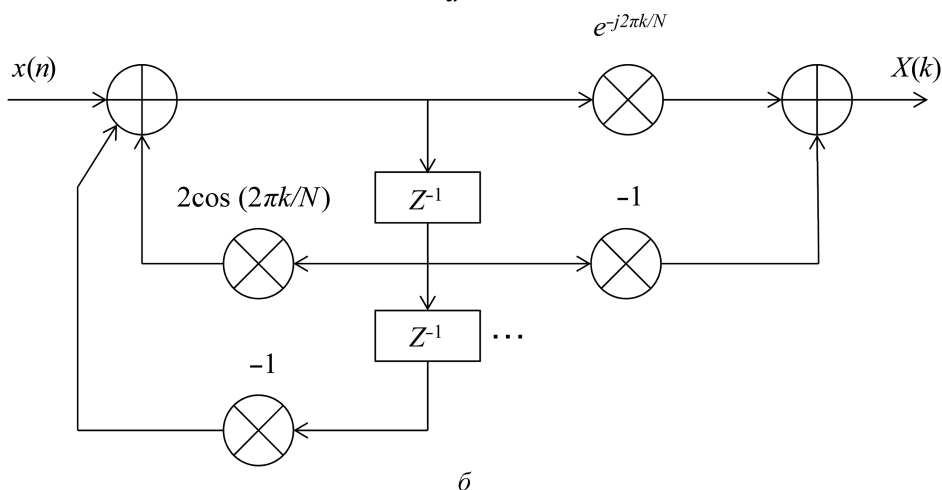 e^{-j2πk/N}
x(n)
X(k)
Z^{-1}
2cos (2πk/N)
-1
Z^{-1} ...
-1
б